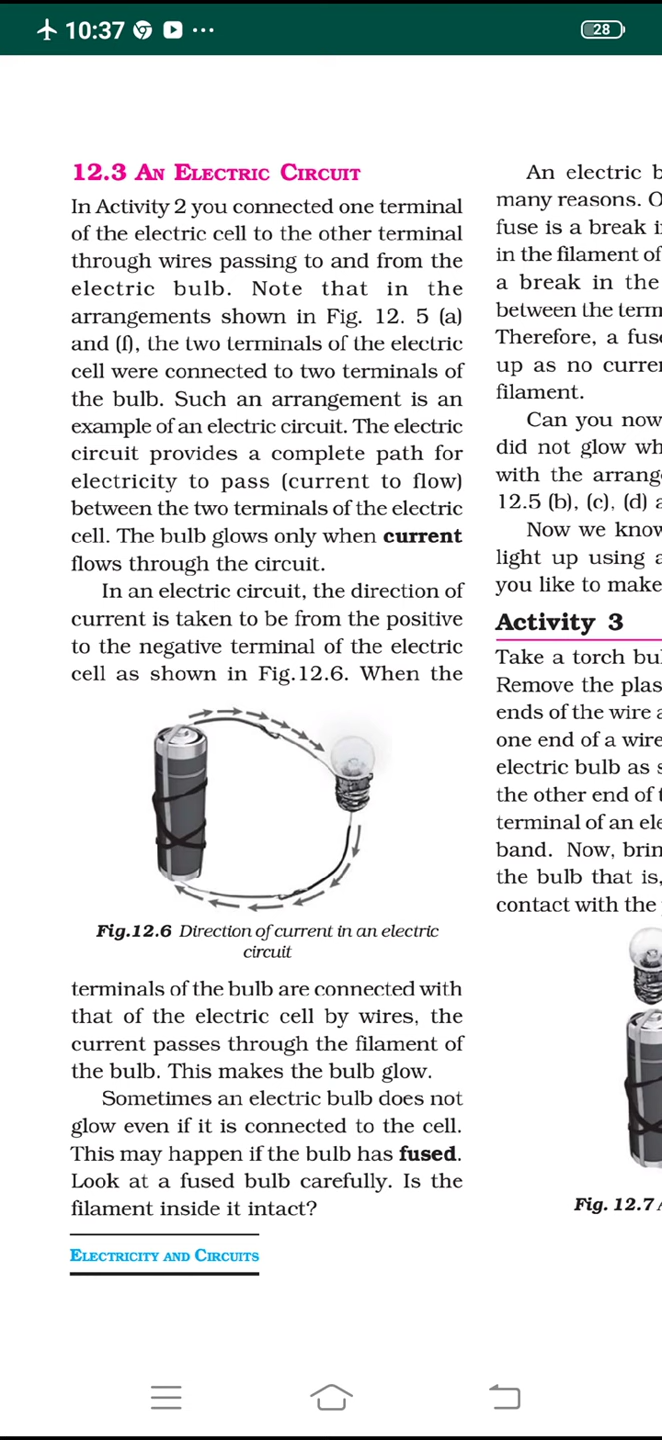 10:37
28
12.3 AN ELECTRIC CIRCUIT
In Activity 2 you connected one terminal
of the electric cell to the other terminal
through wires passing to and from the
electric bulb. Note that in the
arrangements shown in Fig. 12. 5 (a)
and (f), the two terminals of the electric
cell were connected to two terminals of
the bulb. Such an arrangement is an
example of an electric circuit. The electric
circuit provides a complete path for
electricity to pass (current to flow)
between the two terminals of the electric
cell. The bulb glows only when current
flows through the circuit.
In an electric circuit, the direction of
current is taken to be from the positive
to the negative terminal of the electric
cell as shown in Fig.12.6. When the
Fig.12.6 Direction of current in an electric
circuit
terminals of the bulb are connected with
that of the electric cell by wires, the
current passes through the filament of
the bulb. This makes the bulb glow.
Sometimes an electric bulb does not
glow even if it is connected to the cell.
This may happen if the bulb has fused.
Look at a fused bulb carefully. Is the
filament inside it intact?
ELECTRICITY AND CIRCUITS
An electric
many reasons.
fuse is a break
in the filament of
a break in the
between the
Therefore, a
up as no
filament.
Can you now
did not glow
with the
12.5 (b), (c), (d)
Now we
light up using
you like to make
Activity 3
Take a torch
Remove the
ends of the wire
one end of a wire
electric bulb as
the other end of
terminal of an
band. Now,
the bulb that is,
contact with the
Fig. 12.7